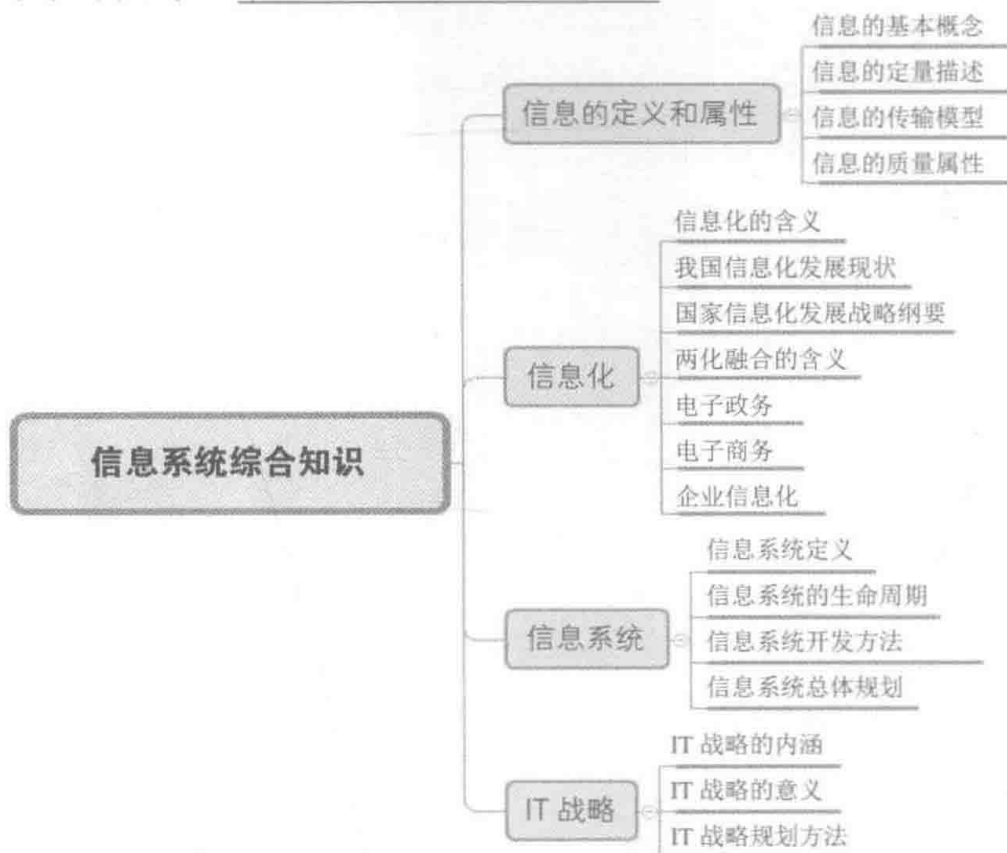 信息系统综合知识
信息的定义和属性
信息的基本概念
信息的定量描述
信息的传输模型
信息的质量属性
信息化
信息化的含义
我国信息化发展现状
国家信息化发展战略纲要
两化融合的含义
电子政务
电子商务
企业信息化
信息系统
信息系统定义
信息系统的生命周期
信息系统开发方法
信息系统总体规划
IT 战略
IT 战略的内涵
IT 战略的意义
IT 战略规划方法